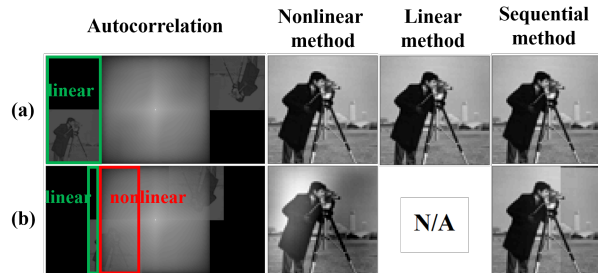 Autocorrelation
Nonlinear method
Linear method
Sequential method
(a)
linear
(b)
linear
nonlinear
N/A